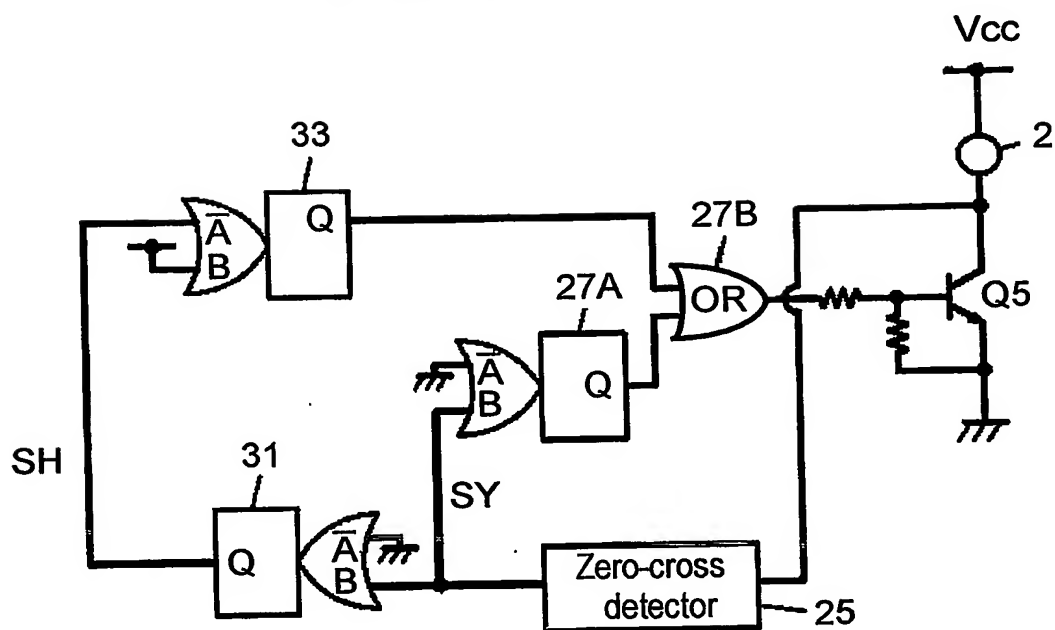 Vcc
2
33
A
B
Q
27B
OR
Q5
27A
A
B
Q
SH
31
SY
Q
A
B
Zero-cross
detector
25